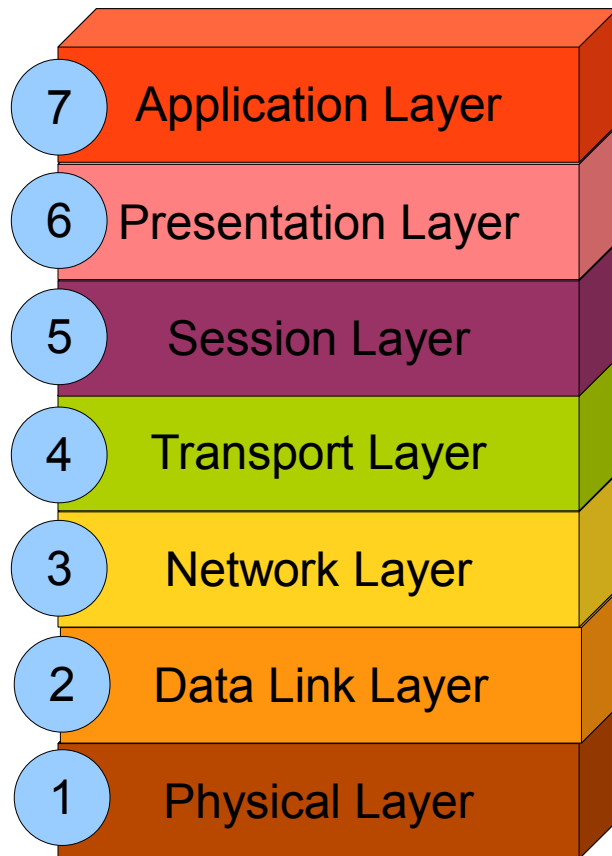 7 Application Layer
6 Presentation Layer
5 Session Layer
4 Transport Layer
3 Network Layer
2 Data Link Layer
1 Physical Layer